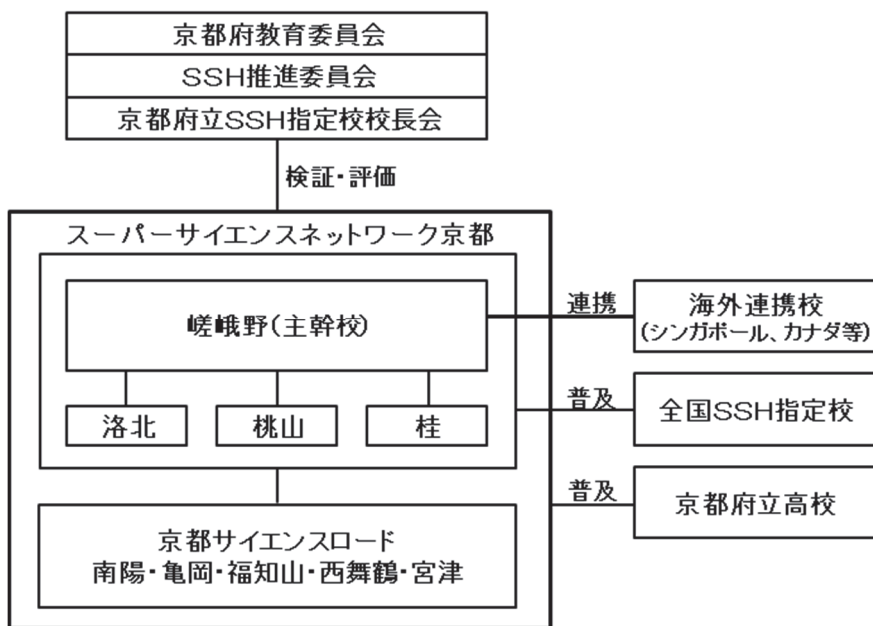 京都府教育委員会
SSH推進委員会
京都府立SSH指定校校長会
検証・評価
スーパーサイエンスネットワーク京都
嵯峨野(主幹校)
連携
海外連携校
(シンガポール、カナダ等)
洛北
桃山
桂
普及
全国SSH指定校
普及
京都府立高校
京都サイエンスロード
南陽・亀岡・福知山・西舞鶴・宮津